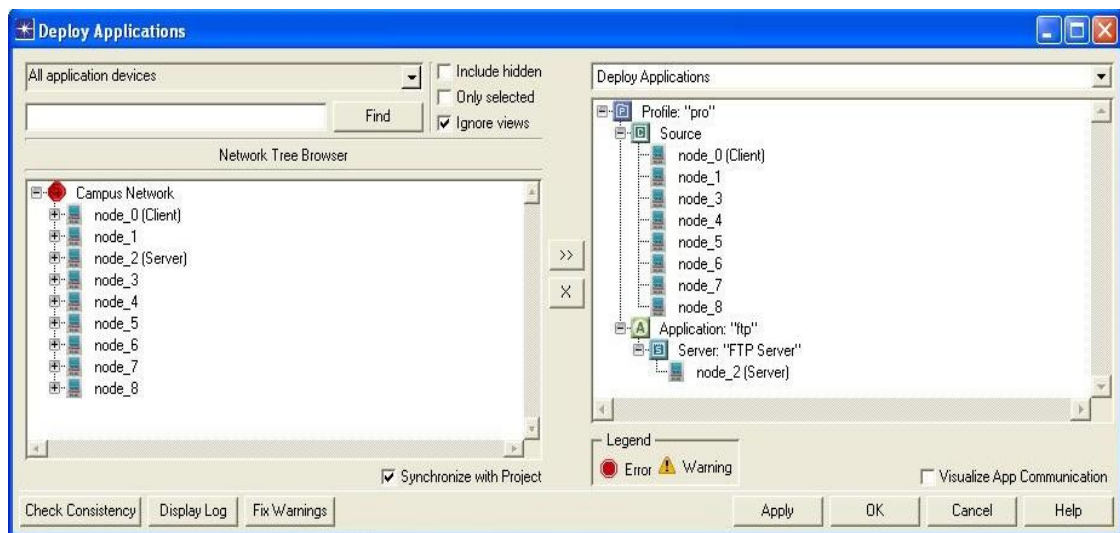 Deploy Applications
All application devices
Include hidden
Only selected
Find
Ignore views
Network Tree Browser
Campus Network
node_0 (Client)
node_1
node_2 (Server)
node_3
node_4
node_5
node_6
node_7
node_8
Synchronize with Project
>>
X
Deploy Applications
Profile: "pro"
Source
node_0 (Client)
node_1
node_3
node_4
node_5
node_6
node_7
node_8
Application: "ftp"
Server: "FTP Server"
node_2 (Server)
Legend
Error Warning
Visualize App Communication
Check Consistency Display Log Fix Warnings Apply OK Cancel Help